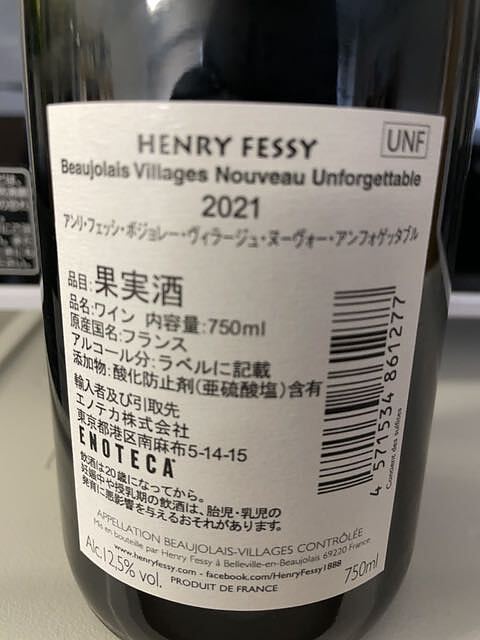 HENRY FESSY
UNF
Beaujolais Villages Nouveau Unforgettable
2021
アンリ・フェッシ・ボジョレー・ヴィラージュ・ヌーヴォー・アンフォゲッタブル
品目:果実酒
品名:ワイン 内容量:750ml
原産国名:フランス
アルコール分:ラベルに記載
添加物:酸化防止剤(亜硫酸塩)含有
輸入者及び引取先
エノテカ株式会社
東京都港区南麻布5-14-15
ENOTECA
飲酒は20歳になってから。
妊娠中や授乳期の飲酒は、胎児・乳児の
発育に悪影響を与えるおそれがあります。
4 571534 861277
Contient des sulfites
APPELLATION BEAUJOLAIS-VILLAGES CONTRÔLÉE
Mis en bouteille par Henry Fessy à Belleville-en-Beaujolais 69220 France
www.henryfessy.com - facebook.com/HenryFessy1888
Alc.12.5% vol. PRODUIT DE FRANCE 750ml